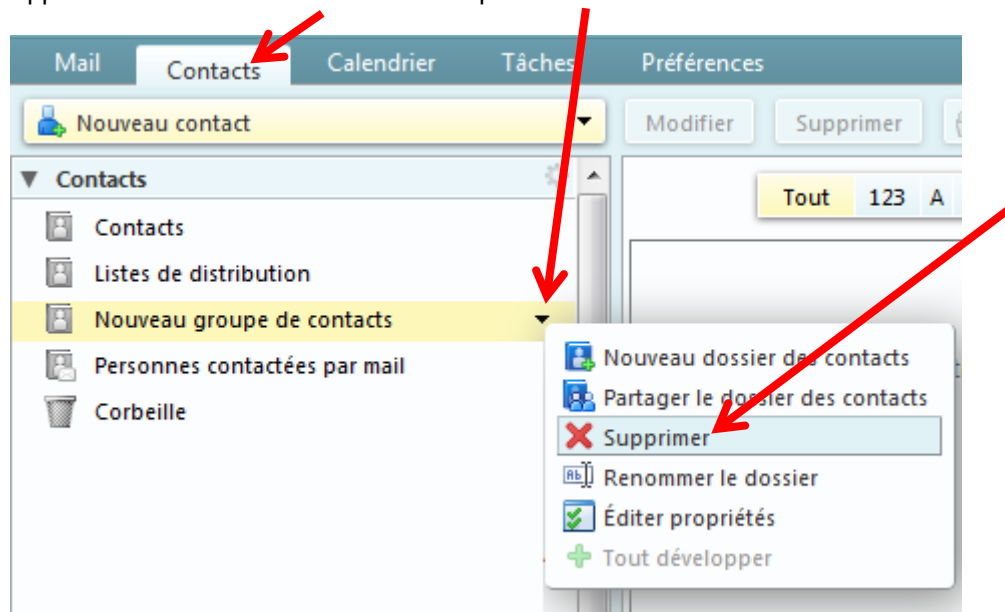 Mail Contacts Calendrier Tâches Préférences
Nouveau contact Modifier Supprimer
Contacts
Tout 123 A
Contacts
Listes de distribution
Nouveau groupe de contacts
Personnes contactées par mail
Corbeille
Nouveau dossier des contacts
Partager le dossier des contacts
Supprimer
Renommer le dossier
Éditer propriétés
Tout développer